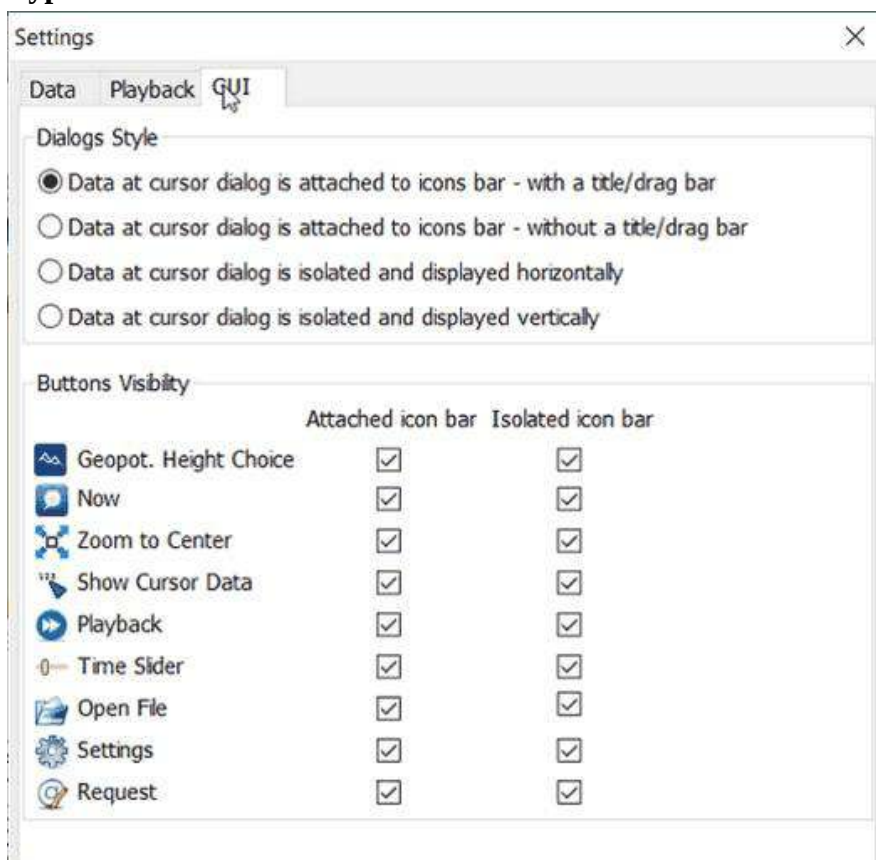 Settings
Data Playback GUI
Dialogs Style
Data at cursor dialog is attached to icons bar - with a title/drag bar
Data at cursor dialog is attached to icons bar - without a title/drag bar
Data at cursor dialog is isolated and displayed horizontally
Data at cursor dialog is isolated and displayed vertically
Buttons Visibility
Attached icon bar Isolated icon bar
Geopot. Height Choice
Now
Zoom to Center
Show Cursor Data
Playback
Time Slider
Open File
Settings
Request